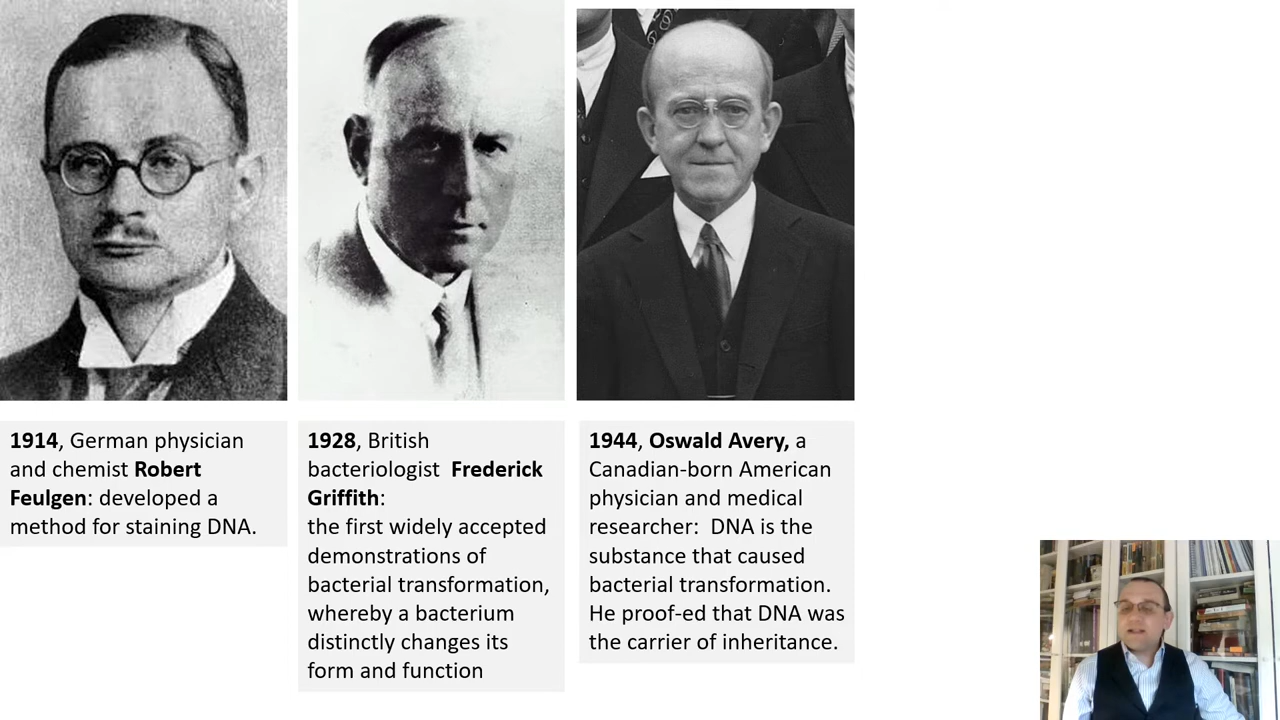 1914, German physician
and chemist Robert
Feulgen: developed a
method for staining DNA.
1928, British
bacteriologist Frederick
Griffith:
the first widely accepted
demonstrations of
bacterial transformation,
whereby a bacterium
distinctly changes its
form and function
1944, Oswald Avery, a
Canadian-born American
physician and medical
researcher: DNA is the
substance that caused
bacterial transformation.
He proof-ed that DNA was
the carrier of inheritance.